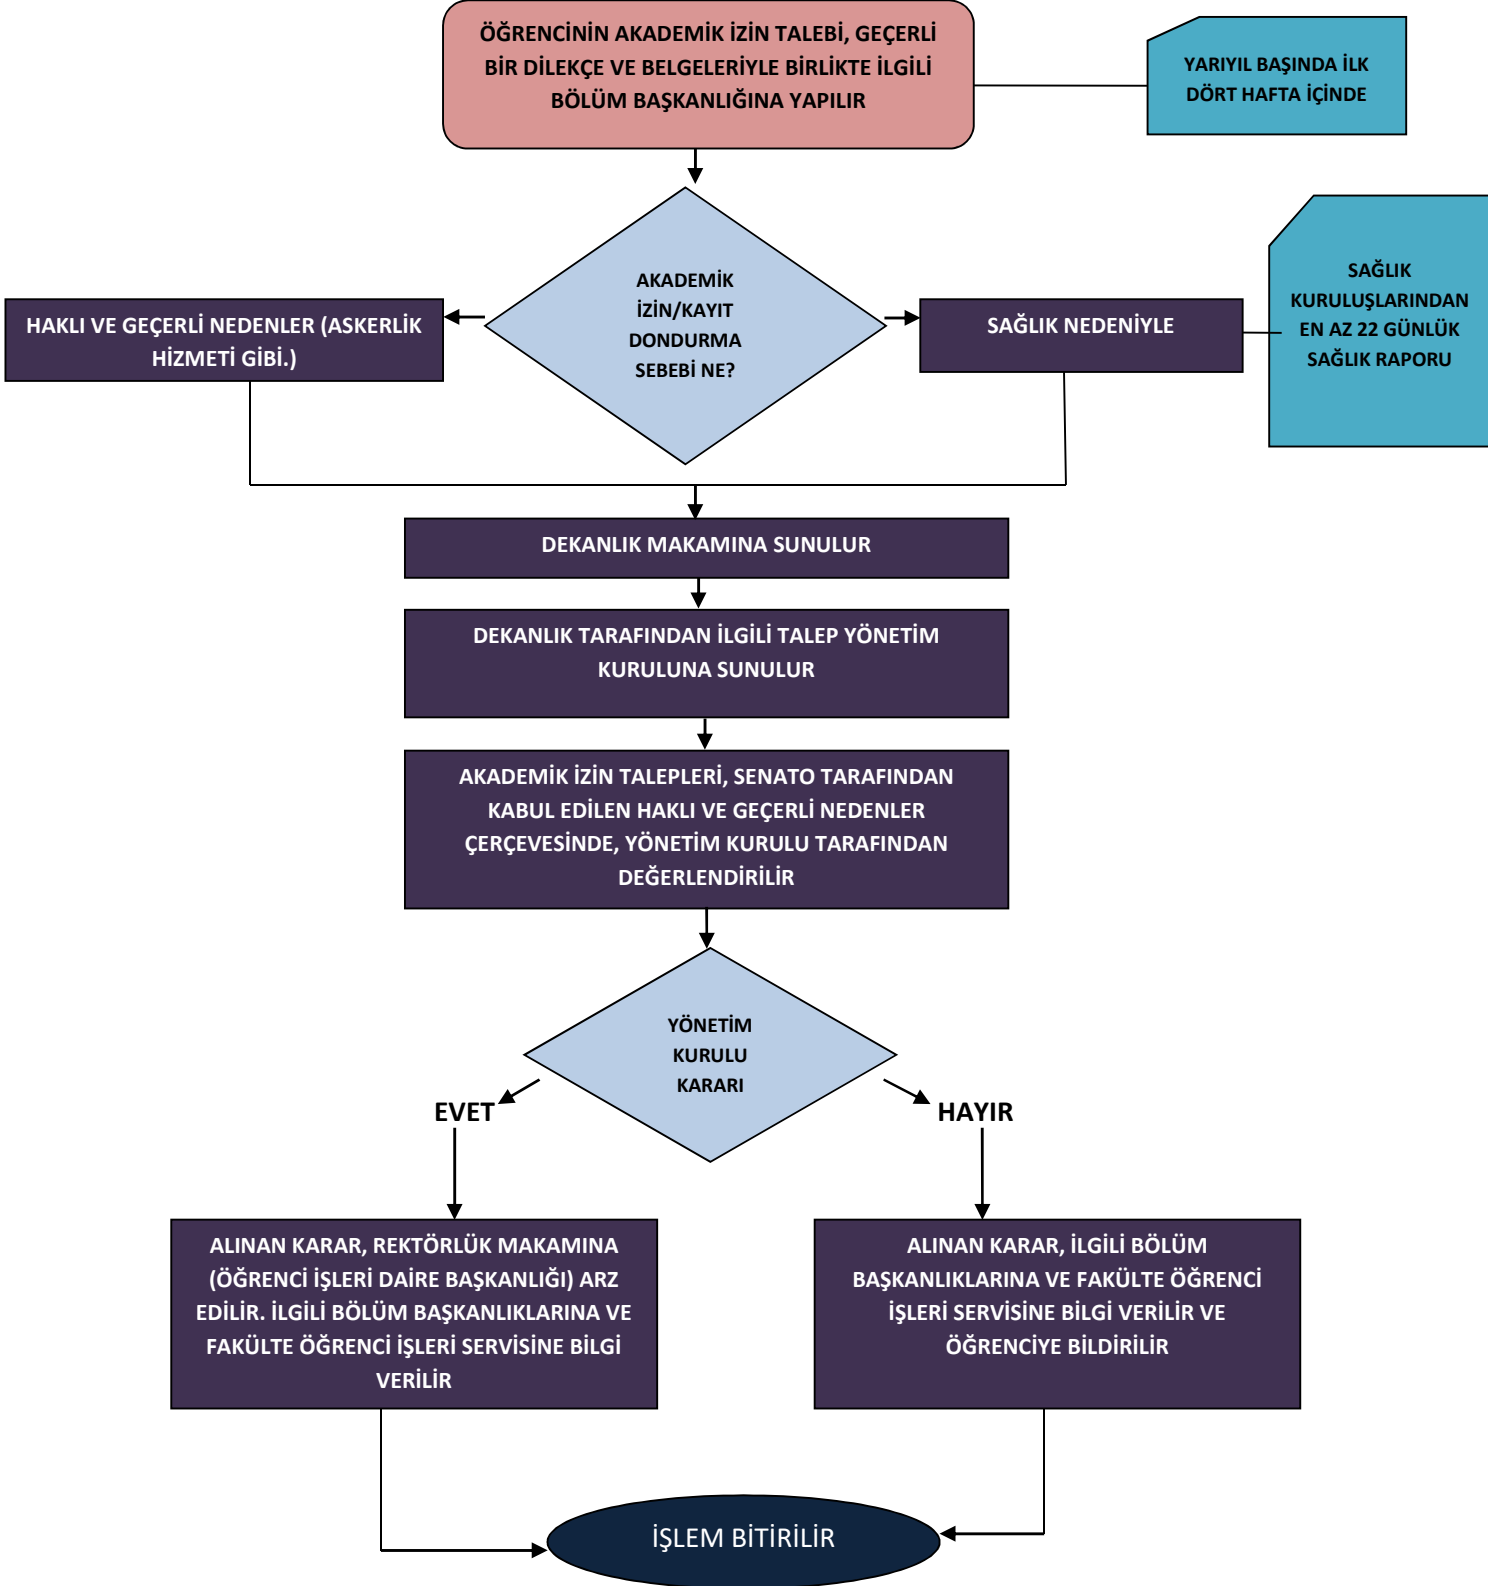 ÖĞRENCİNİN AKADEMİK İZİN TALEBİ, GEÇERLİ
BİR DİLEKÇE VE BELGELERİYLE BİRLİKTE İLGİLİ
BÖLÜM BAŞKANLIĞINA YAPILIR
YARIYIL BAŞINDA İLK
DÖRT HAFTA İÇİNDE
AKADEMİK
İZİN/KAYIT
DONDURMA
SEBEBİ NE?
HAKLI VE GEÇERLİ NEDENLER (ASKERLİK
HİZMETİ GİBİ.)
SAĞLIK NEDENİYLE
SAĞLIK
KURULUŞLARINDAN
EN AZ 22 GÜNLÜK
SAĞLIK RAPORU
DEKANLIK MAKAMINA SUNULUR
DEKANLIK TARAFINDAN İLGİLİ TALEP YÖNETİM
KURULUNA SUNULUR
AKADEMİK İZİN TALEPLERİ, SENATO TARAFINDAN
KABUL EDİLEN HAKLI VE GEÇERLİ NEDENLER
ÇERÇEVESİNDE, YÖNETİM KURULU TARAFINDAN
DEĞERLENDİRİLİR
YÖNETİM
KURULU
KARARI
EVET
HAYIR
ALINAN KARAR, REKTÖRLÜK MAKAMINA
(ÖĞRENCİ İŞLERİ DAİRE BAŞKANLIĞI) ARZ
EDİLİR. İLGİLİ BÖLÜM BAŞKANLIKLARINA VE
FAKÜLTE ÖĞRENCİ İŞLERİ SERVİSİNE BİLGİ
VERİLİR
ALINAN KARAR, İLGİLİ BÖLÜM
BAŞKANLIKLARINA VE FAKÜLTE ÖĞRENCİ
İŞLERİ SERVİSİNE BİLGİ VERİLİR VE
ÖĞRENCİYE BİLDİRİLİR
İŞLEM BİTİRİLİR